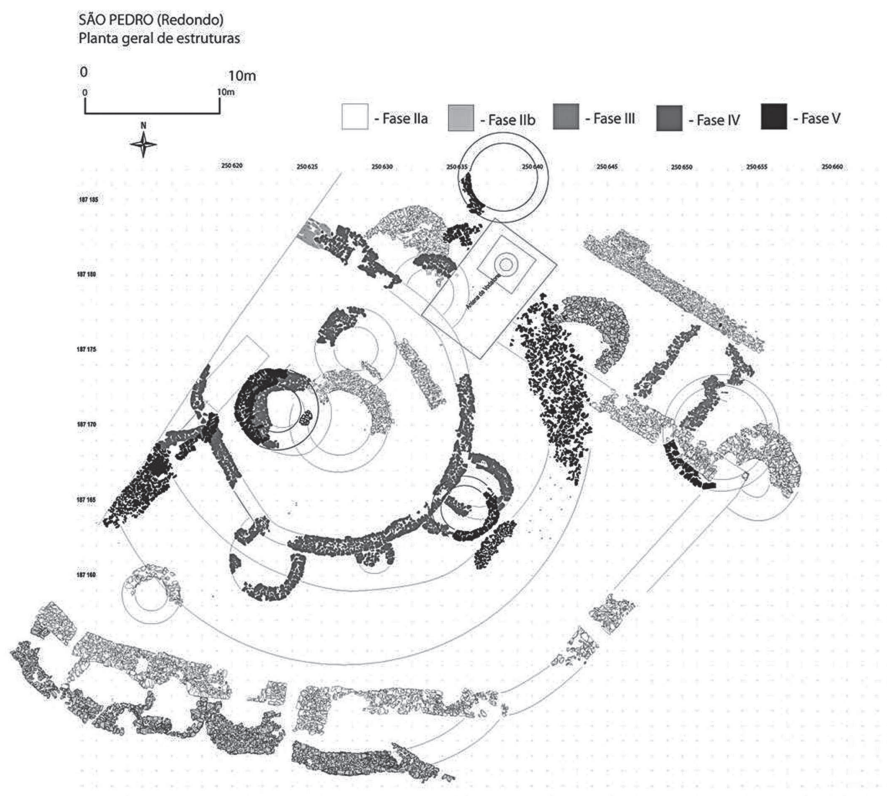 SÃO PEDRO (Redondo)
Planta geral de estruturas
0 10m
0 10m
N
- Fase IIa - Fase IIb - Fase III - Fase IV - Fase V
250 620 250 625 250 630 250 635 250 640 250 645 250 650 250 655 250 660
187 185
187 180
187 175
187 170
187 165
187 160